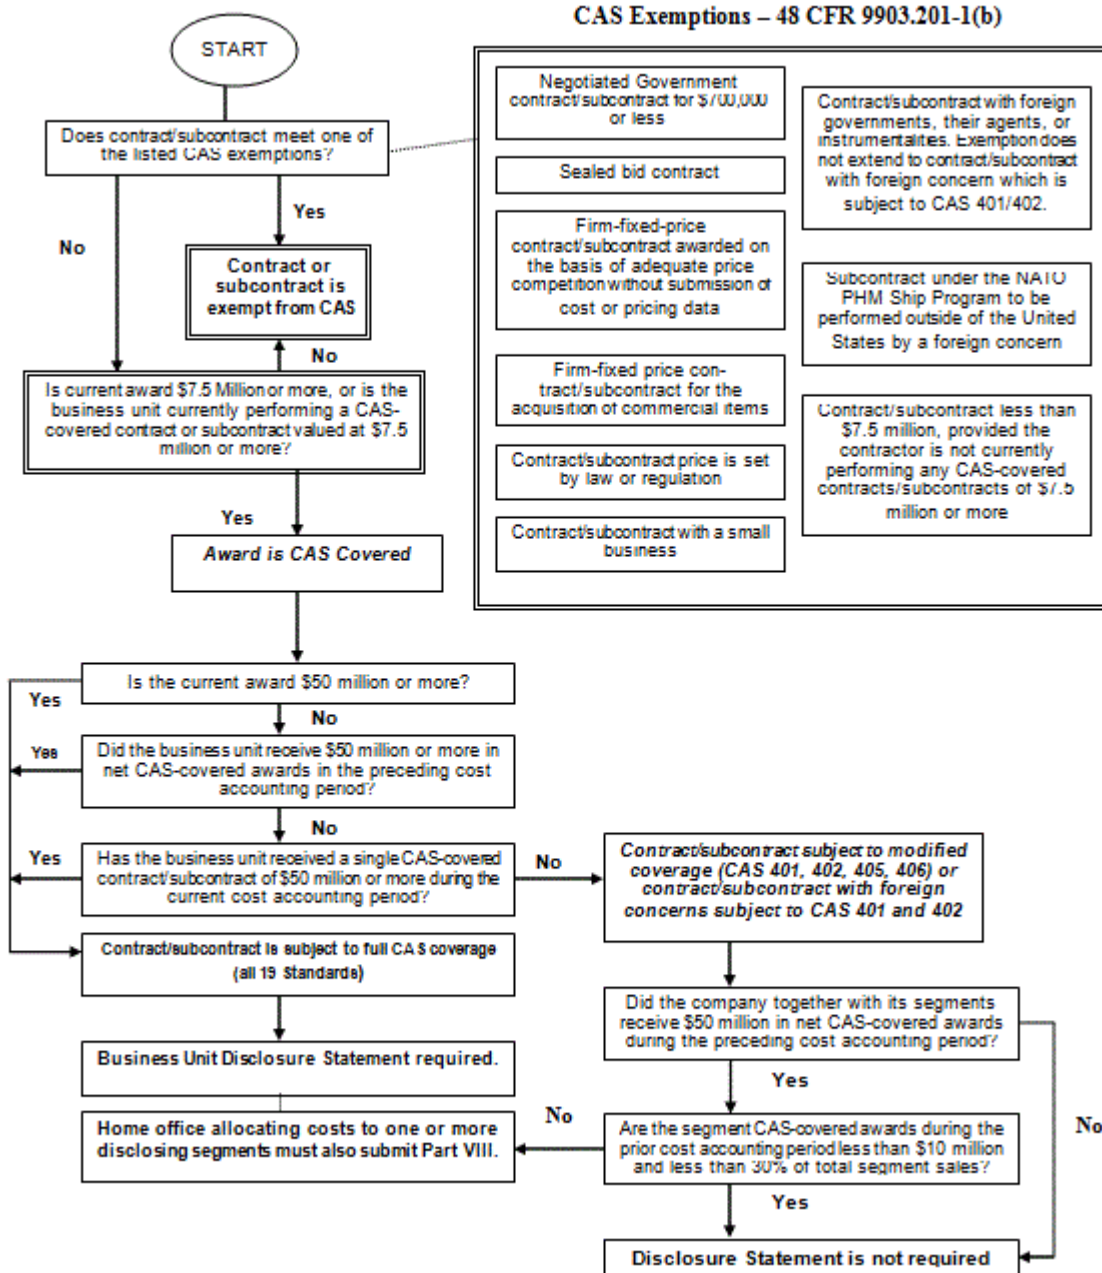 CAS Exemptions – 48 CFR 9903.201-1(b)
START
Does contract/subcontract meet one of
the listed CAS exemptions?
Yes
No
Contract or
subcontract is
exempt from CAS
No
Is current award $7.5 Million or more, or is the
business unit currently performing a CAS-
covered contract or subcontract valued at $7.5
million or more?
Yes
Award is CAS Covered
Negotiated Government
contract/subcontract for $700,000
or less
Sealed bid contract
Firm-fixed-price
contract/subcontract awarded on
the basis of adequate price
competition without submission of
cost or pricing data
Firm-fixed price con-
tract/subcontract for the
acquisition of commercial items
Contract/subcontract price is set
by law or regulation
Contract/subcontract with a small
business
Contract/subcontract with foreign
governments, their agents, or
instrumentalities. Exemption does
not extend to contract/subcontract
with foreign concern which is
subject to CAS 401/402.
Subcontract under the NATO
PHM Ship Program to be
performed outside of the United
States by a foreign concern
Contract/subcontract less than
$7.5 million, provided the
contractor is not currently
performing any CAS-covered
contracts/subcontracts of $7.5
million or more
Is the current award $50 million or more?
Yes
No
Did the business unit receive $50 million or more in
net CAS-covered awards in the preceding cost
accounting period?
Yes
No
Has the business unit received a single CAS-covered
contract/subcontract of $50 million or more during the
current cost accounting period?
Yes
No
Contract/subcontract is subject to full CAS coverage
(all 19 Standards)
Business Unit Disclosure Statement required.
Home office allocating costs to one or more
disclosing segments must also submit Part VIII.
Contract/subcontract subject to modified
coverage (CAS 401, 402, 405, 406) or
contract/subcontract with foreign
concerns subject to CAS 401 and 402
Did the company together with its segments
receive $50 million in net CAS-covered awards
during the preceding cost accounting period?
Yes
No
Are the segment CAS-covered awards during the
prior cost accounting period less than $10 million
and less than 30% of total segment sales?
No
Yes
Disclosure Statement is not required